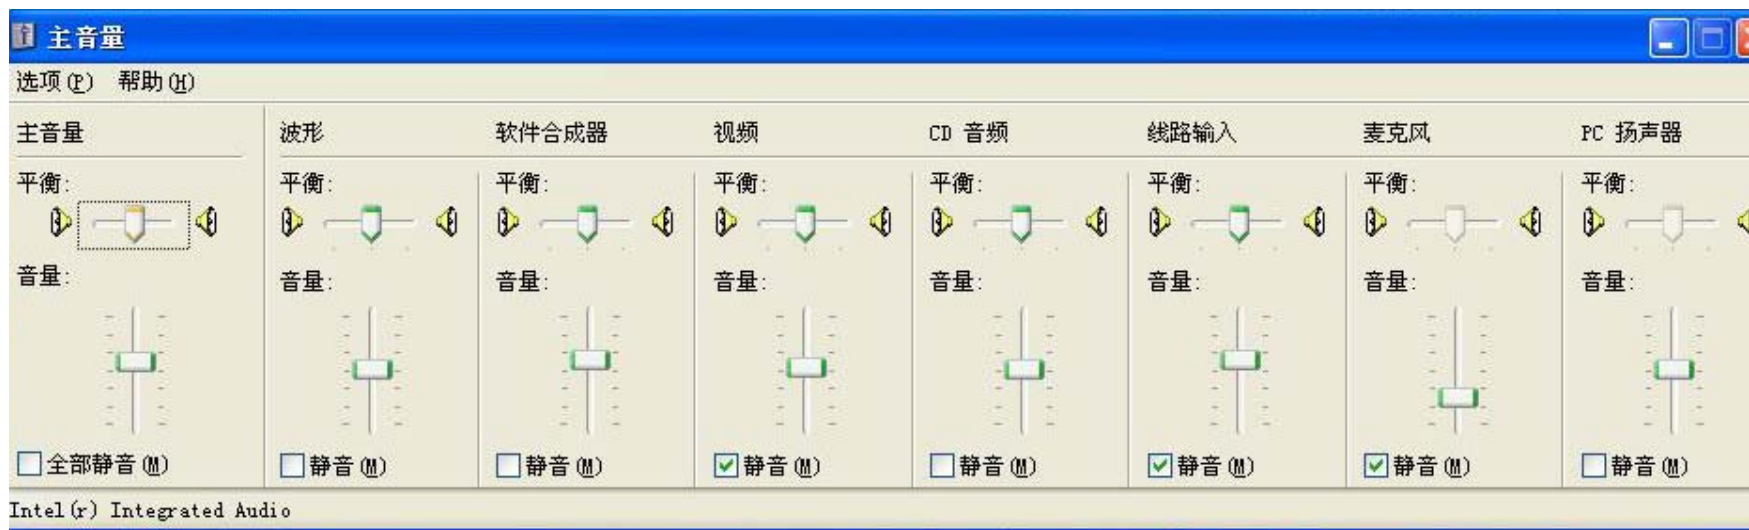 主音量
选项(P) 帮助(H)
主音量 波形 软件合成器 视频 CD 音频 线路输入 麦克风 PC 扬声器
平衡: 平衡: 平衡: 平衡: 平衡: 平衡: 平衡: 平衡:
音量: 音量: 音量: 音量: 音量: 音量: 音量: 音量:
全部静音(M) 静音(M) 静音(M) 静音(M) 静音(M) 静音(M) 静音(M) 静音(M)
Intel(r) Integrated Audio